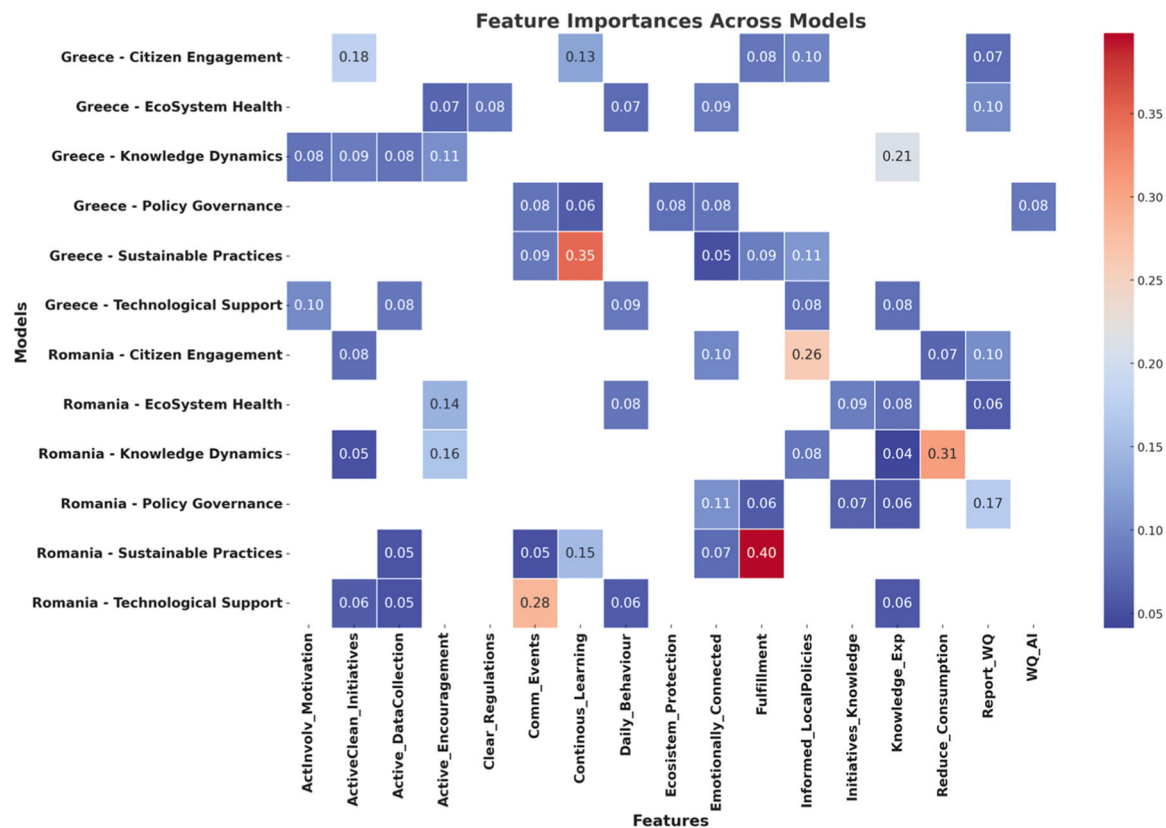 Feature Importances Across Models
Greece - Citizen Engagement 0.18 0.13 0.08 0.10 0.07
Greece - EcoSystem Health 0.07 0.08 0.07 0.09 0.10
Greece - Knowledge Dynamics 0.08 0.09 0.08 0.11 0.21
Greece - Policy Governance 0.08 0.06 0.08 0.08 0.08
Greece - Sustainable Practices 0.09 0.35 0.05 0.09 0.11
Greece - Technological Support 0.10 0.08 0.09 0.08 0.08
Romania - Citizen Engagement 0.08 0.10 0.26 0.07 0.10
Romania - EcoSystem Health 0.14 0.08 0.09 0.08 0.06
Romania - Knowledge Dynamics 0.05 0.16 0.08 0.04 0.31
Romania - Policy Governance 0.11 0.06 0.07 0.06 0.17
Romania - Sustainable Practices 0.05 0.05 0.15 0.07 0.40
Romania - Technological Support 0.06 0.05 0.28 0.06 0.06
Models
ActInvolv_Motivation
ActiveClean_Initiatives
Active_DataCollection
Active_Encouragement
Clear_Regulations
Comm_Events
Continous_Learning
Daily_Behaviour
Ecosystem_Protection
Emotionally_Connected
Fulfillment
Informed_LocalPolicies
Initiatives_Knowledge
Knowledge_Exp
Reduce_Consumption
Report_WQ
WQ_AI
Features
0.35
0.30
0.25
0.20
0.15
0.10
0.05